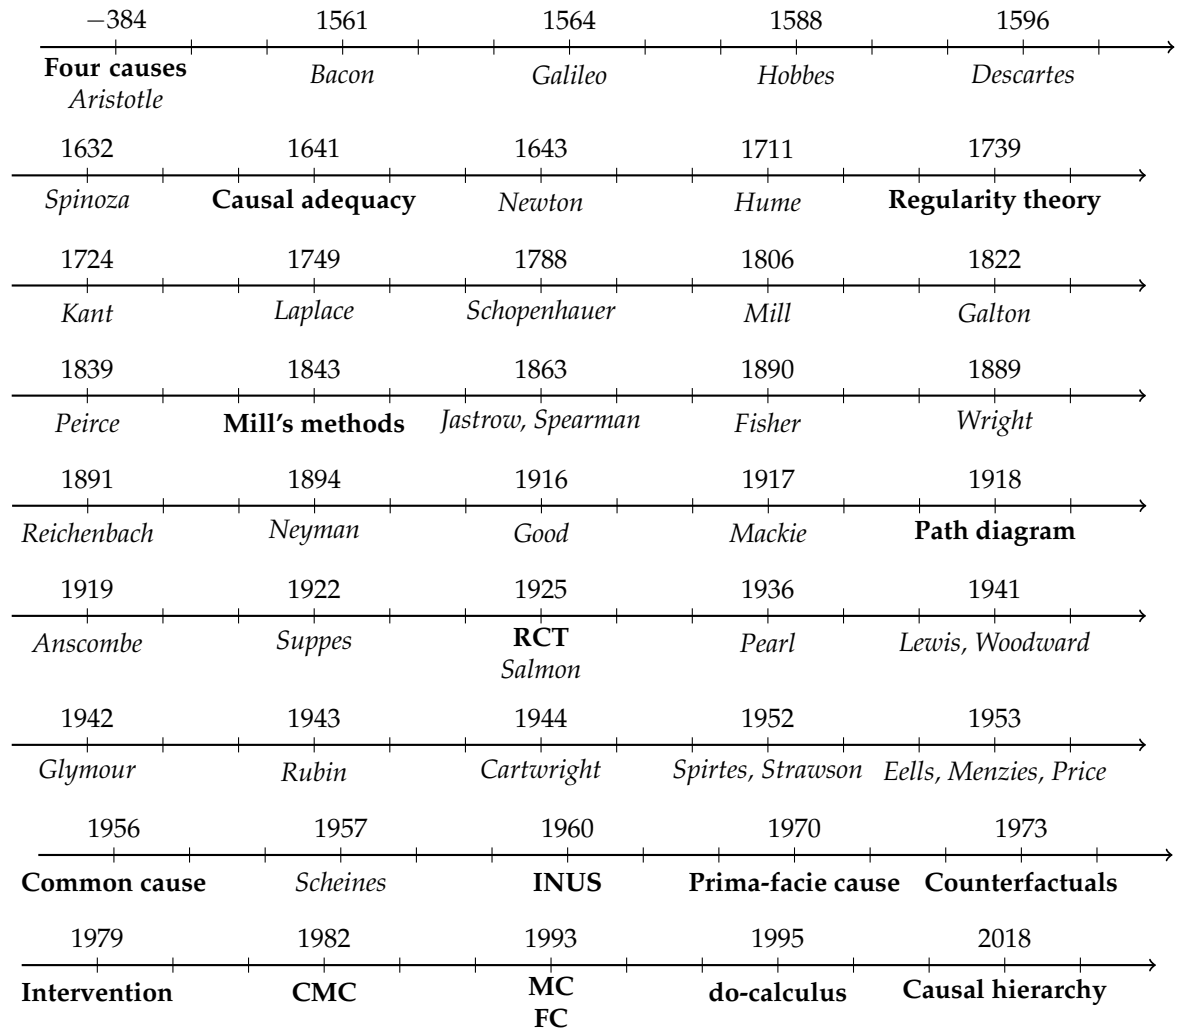 −384 1561 1564 1588 1596
Four causes Bacon Galileo Hobbes Descartes
Aristotle
1632 1641 1643 1711 1739
Spinoza Causal adequacy Newton Hume Regularity theory
1724 1749 1788 1806 1822
Kant Laplace Schopenhauer Mill Galton
1839 1843 1863 1890 1889
Peirce Mill's methods Jastrow, Spearman Fisher Wright
1891 1894 1916 1917 1918
Reichenbach Neyman Good Mackie Path diagram
1919 1922 1925 1936 1941
Anscombe Suppes RCT Pearl Lewis, Woodward
Salmon
1942 1943 1944 1952 1953
Glymour Rubin Cartwright Spirtes, Strawson Eells, Menzies, Price
1956 1957 1960 1970 1973
Common cause Scheines INUS Prima-facie cause Counterfactuals
1979 1982 1993 1995 2018
Intervention CMC MC do-calculus Causal hierarchy
FC